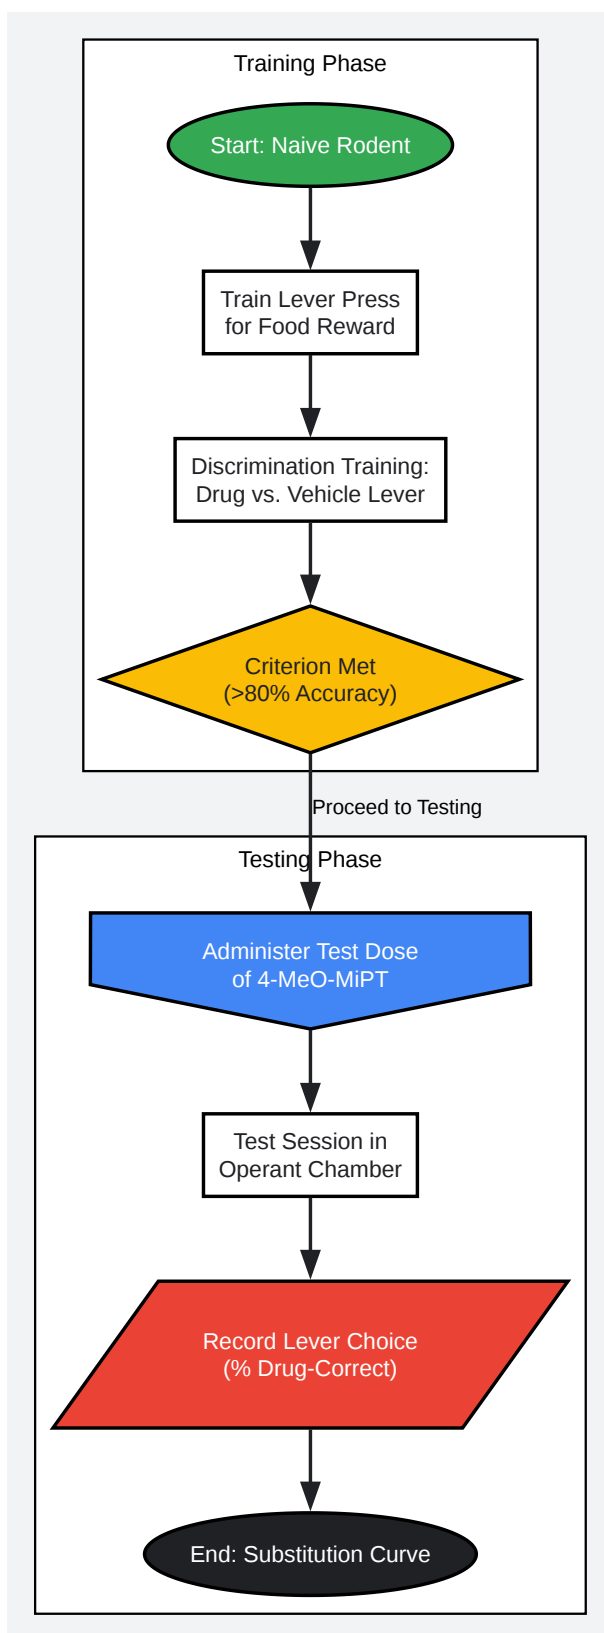 Training Phase
Start: Naive Rodent
Train Lever Press
for Food Reward
Discrimination Training:
Drug vs. Vehicle Lever
Criterion Met
(>80% Accuracy)
Proceed to Testing
Testing Phase
Administer Test Dose
of 4-MeO-MiPT
Test Session in
Operant Chamber
Record Lever Choice
(% Drug-Correct)
End: Substitution Curve